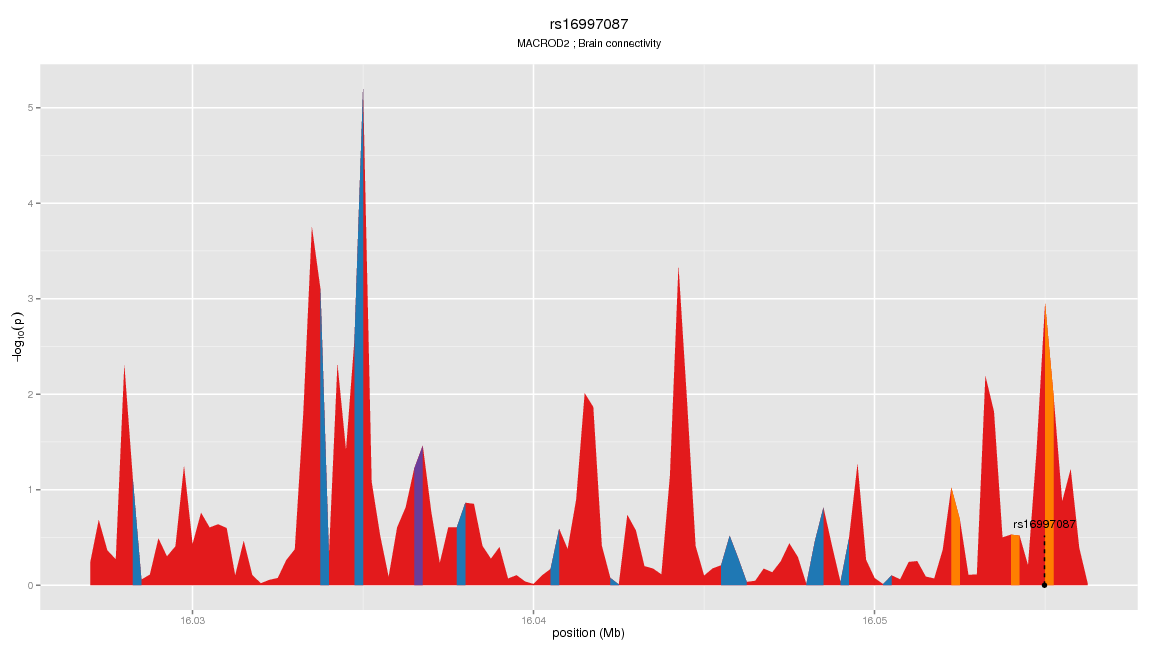 rs16997087
MACROD2 ; Brain connectivity
5
4
3
2
1
0
−log10(p)
rs16997087
16.03
16.04
16.05
position (Mb)